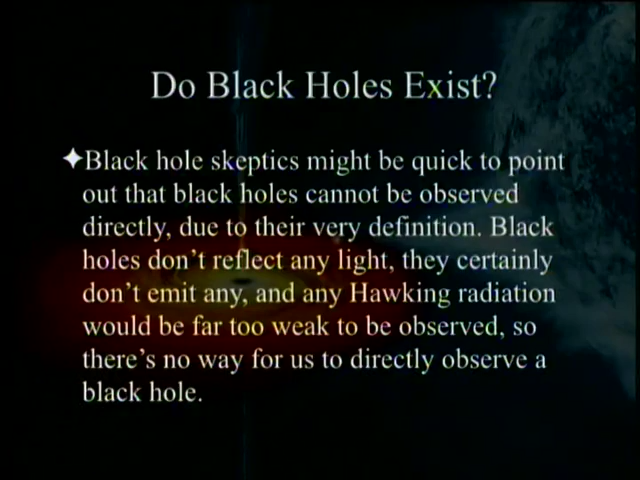 Do Black Holes Exist?
✦Black hole skeptics might be quick to point
out that black holes cannot be observed
directly, due to their very definition. Black
holes don’t reflect any light, they certainly
don’t emit any, and any Hawking radiation
would be far too weak to be observed, so
there’s no way for us to directly observe a
black hole.